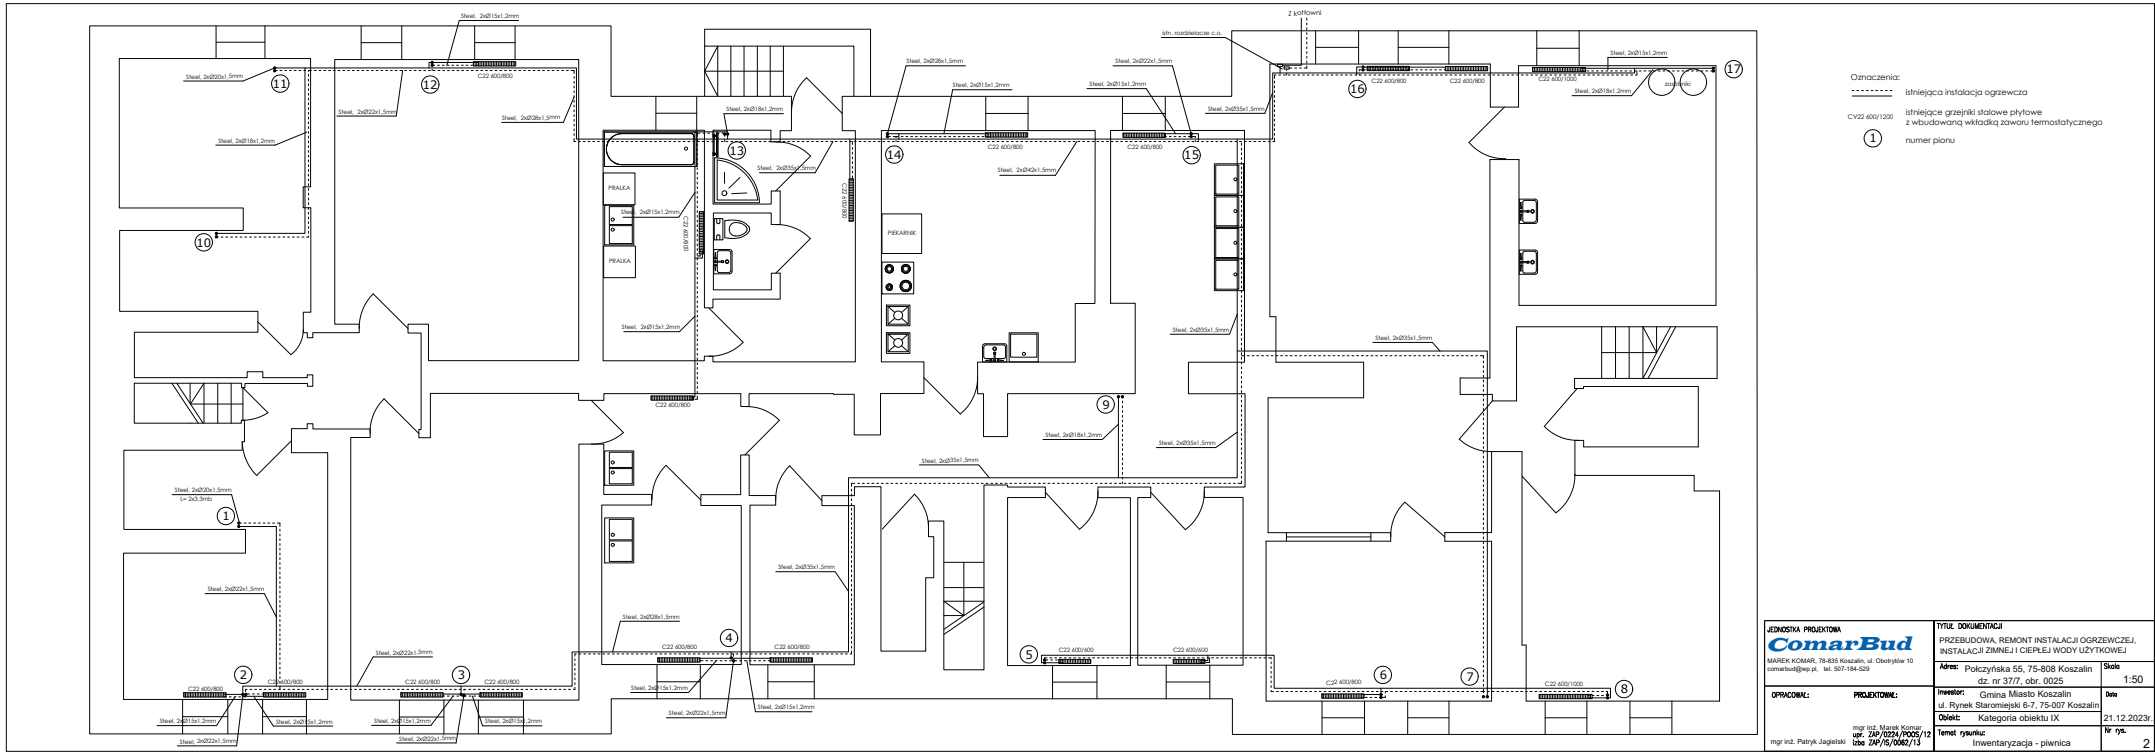 Steel, 2xØ15x1,2mm
Z kotłowni
istn. rozdzielacze c.o.
Steel, 2xØ20x1,5mm
11
12
C22 600/800
Steel, 2xØ22x1,5mm
Steel, 2xØ28x1,5mm
Steel, 2xØ18x1,2mm
Steel, 2xØ18x1,2mm
13
Steel, 2xØ35x1,5mm
Steel, 2xØ28x1,5mm
Steel, 2xØ15x1,2mm
Steel, 2xØ22x1,5mm
Steel, 2xØ15x1,2mm
14
C22 600/800
C22 600/800
15
Steel, 2xØ42x1,5mm
Steel, 2xØ35x1,5mm
16
C22 600/800
C22 600/800
C22 600/1000
Steel, 2xØ15x1,2mm
Steel, 2xØ18x1,2mm
zasobniki
17
Oznaczenia:
istniejąca instalacja ogrzewcza
CV22 600/1200
istniejące grzejniki stalowe płytowe
z wbudowaną wkładką zaworu termostatycznego
1
numer pionu
PRALKA
Steel, 2xØ15x1,2mm
C22 600/800
C22 600/800
PRALKA
PIEKARNIK
10
Steel, 2xØ15x1,2mm
Steel, 2xØ35x1,5mm
Steel, 2xØ35x1,5mm
C22 600/800
9
Steel, 2xØ18x1,2mm
Steel, 2xØ35x1,5mm
Steel, 2xØ35x1,5mm
Steel, 2xØ20x1,5mm
L= 2x3,3mb
1
Steel, 2xØ22x1,5mm
Steel, 2xØ35x1,5mm
Steel, 2xØ28x1,5mm
4
Steel, 2xØ22x1,5mm
C22 600/800
C22 600/800
5
C22 600/600
C22 600/600
2
3
C22 600/800
C22 600/800
C22 600/800
C22 600/800
6
7
8
C22 600/800
C22 600/1000
Steel, 2xØ15x1,2mm
Steel, 2xØ22x1,5mm
Steel, 2xØ15x1,2mm
Steel, 2xØ15x1,2mm
Steel, 2xØ15x1,2mm
Steel, 2xØ15x1,2mm
Steel, 2xØ15x1,2mm
Steel, 2xØ22x1,5mm
Steel, 2xØ22x1,5mm
JEDNOSTKA PROJEKTOWA
ComarBud
MAREK KOMAR, 78-835 Koszalin, ul. Obotrytów 10
comarbud@wp.pl, tel. 507-184-529
OPRACOWAŁ:
PROJEKTOWAŁ:
mgr inż. Patryk Jagielski
mgr inż. Marek Komar
upr. ZAP/0224/POOS/12
izba ZAP/IS/0062/13
TYTUŁ DOKUMENTACJI
PRZEBUDOWA, REMONT INSTALACJI OGRZEWCZEJ,
INSTALACJI ZIMNEJ I CIEPŁEJ WODY UŻYTKOWEJ
Adres: Połczyńska 55, 75-808 Koszalin
dz. nr 37/7, obr. 0025
Skala
1:50
Inwestor: Gmina Miasto Koszalin
ul. Rynek Staromiejski 6-7, 75-007 Koszalin
Data
Obiekt: Kategoria obiektu IX
21.12.2023r.
Temat rysunku:
Inwentaryzacja - piwnica
Nr rys.
2